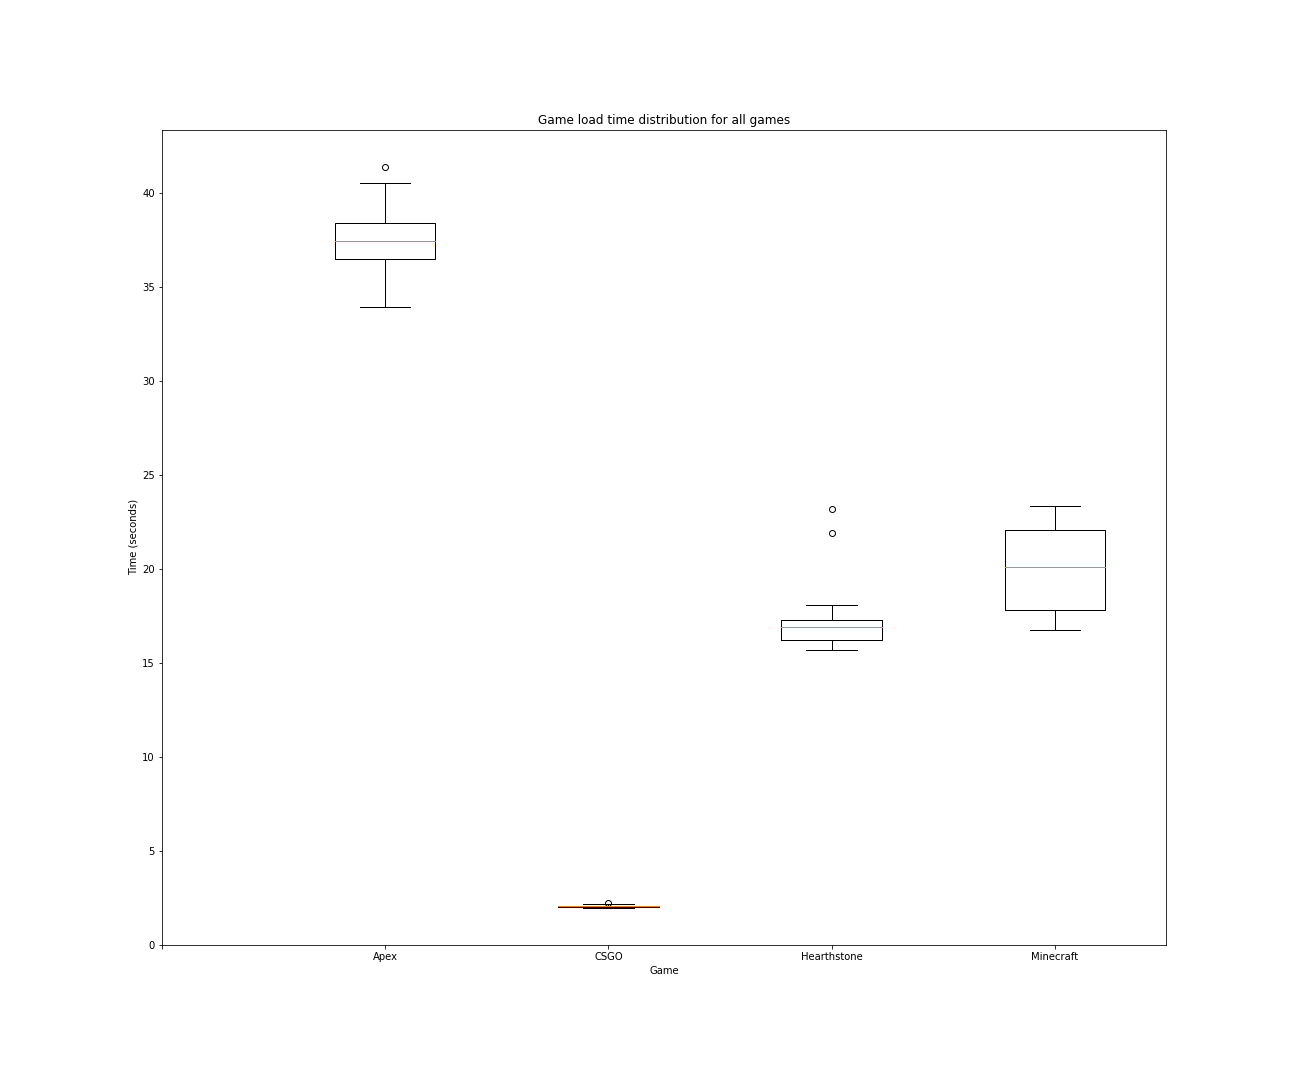 Game load time distribution for all games
40
35
30
25
20
15
10
5
0
Time (seconds)
Apex CSGO Hearthstone Minecraft
Game